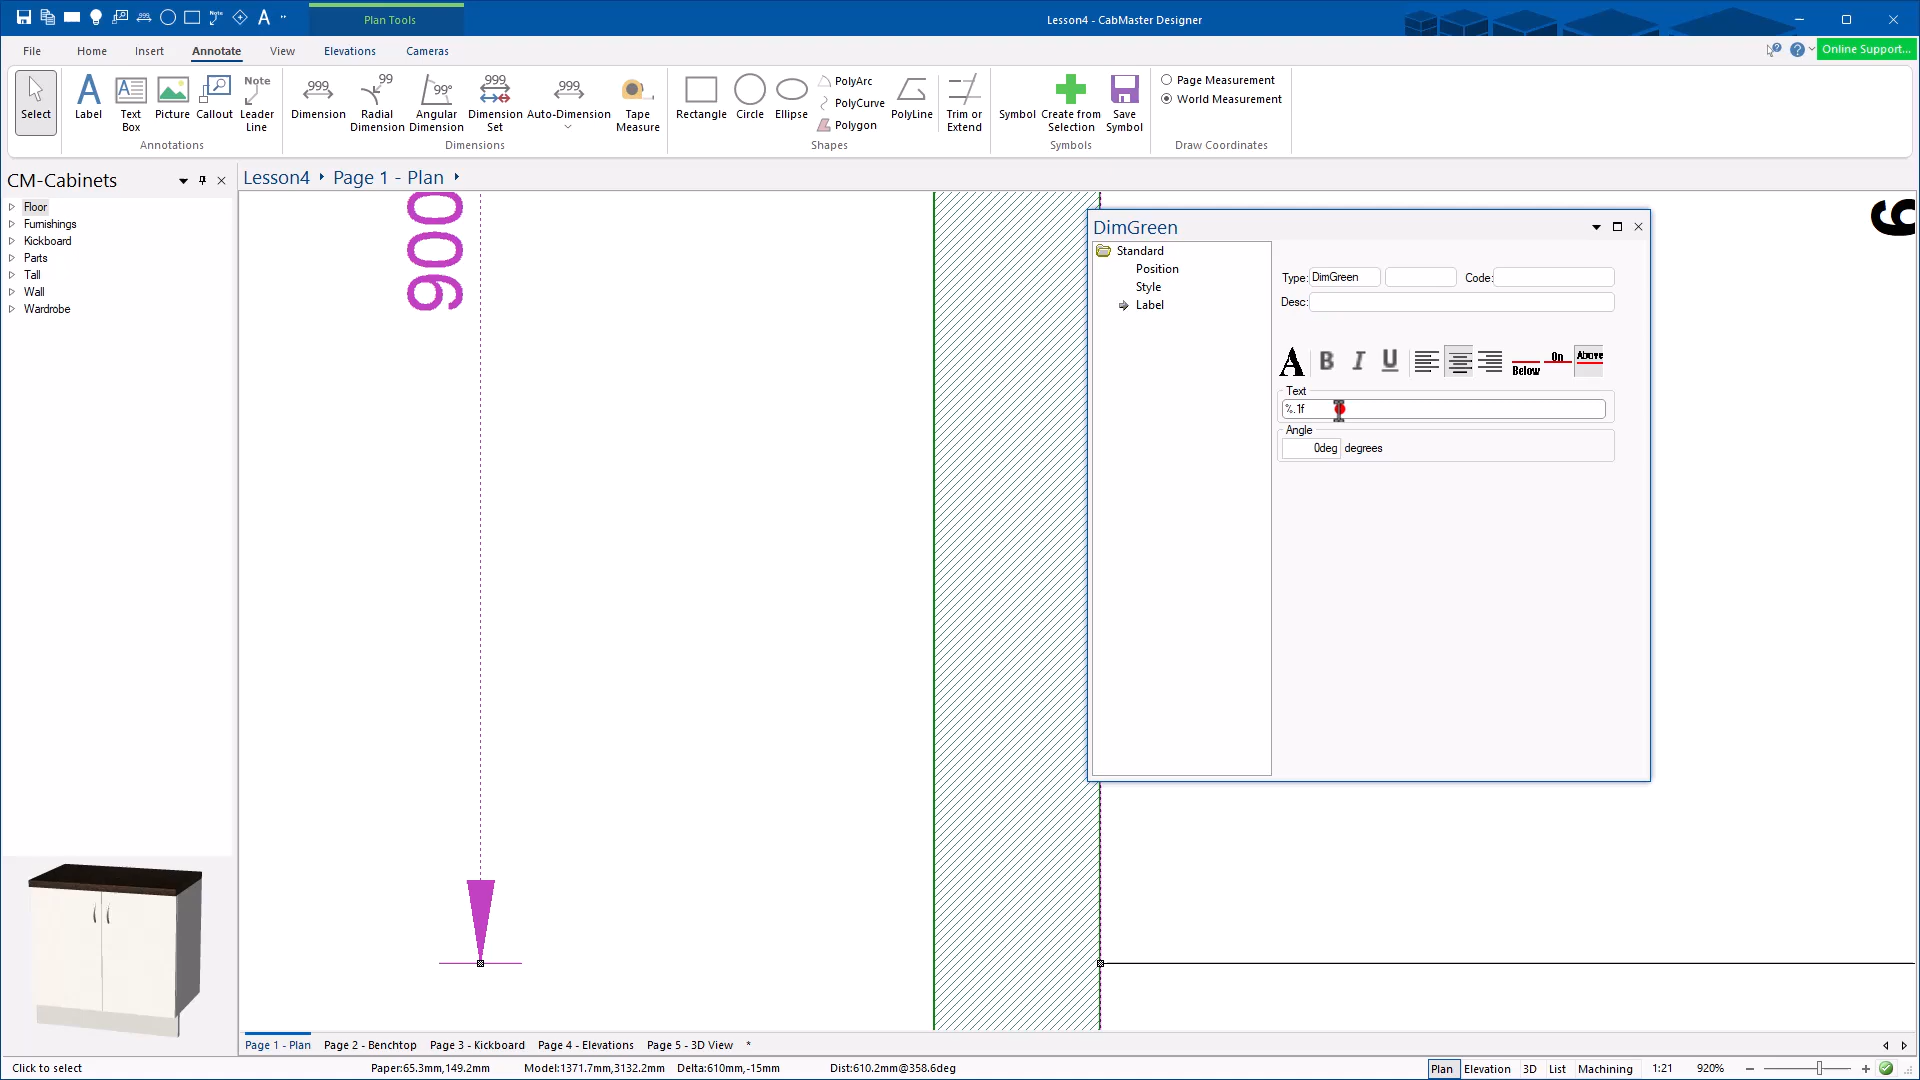 Plan Tools
Lesson4 - CabMaster Designer
File Home Insert Annotate View Elevations Cameras
Online Support...
Select
Label
Text Box
Picture
Callout
Note
Leader Line
Annotations
999
Dimension
99
Radial Dimension
99°
Angular Dimension
999
Dimension Set
999
Auto-Dimension
Tape Measure
Dimensions
Rectangle
Circle
Ellipse
PolyArc
PolyCurve
Polygon
PolyLine
Trim or Extend
Shapes
Symbol
Create from Selection
Save Symbol
Symbols
Page Measurement
World Measurement
Draw Coordinates
CM-Cabinets
Floor
Furnishings
Kickboard
Parts
Tall
Wall
Wardrobe
Lesson4 Page 1 - Plan
900
DimGreen
Standard
Position
Style
Label
Type: DimGreen Code:
Desc:
A B I U Below On Above
Text
%.1f
Angle
0deg degrees
Page 1 - Plan Page 2 - Benchtop Page 3 - Kickboard Page 4 - Elevations Page 5 - 3D View *
Click to select Paper:65.3mm,149.2mm Model:1371.7mm,3132.2mm Delta:610mm,-15mm Dist:610.2mm@358.6deg Plan Elevation 3D List Machining 1:21 920%